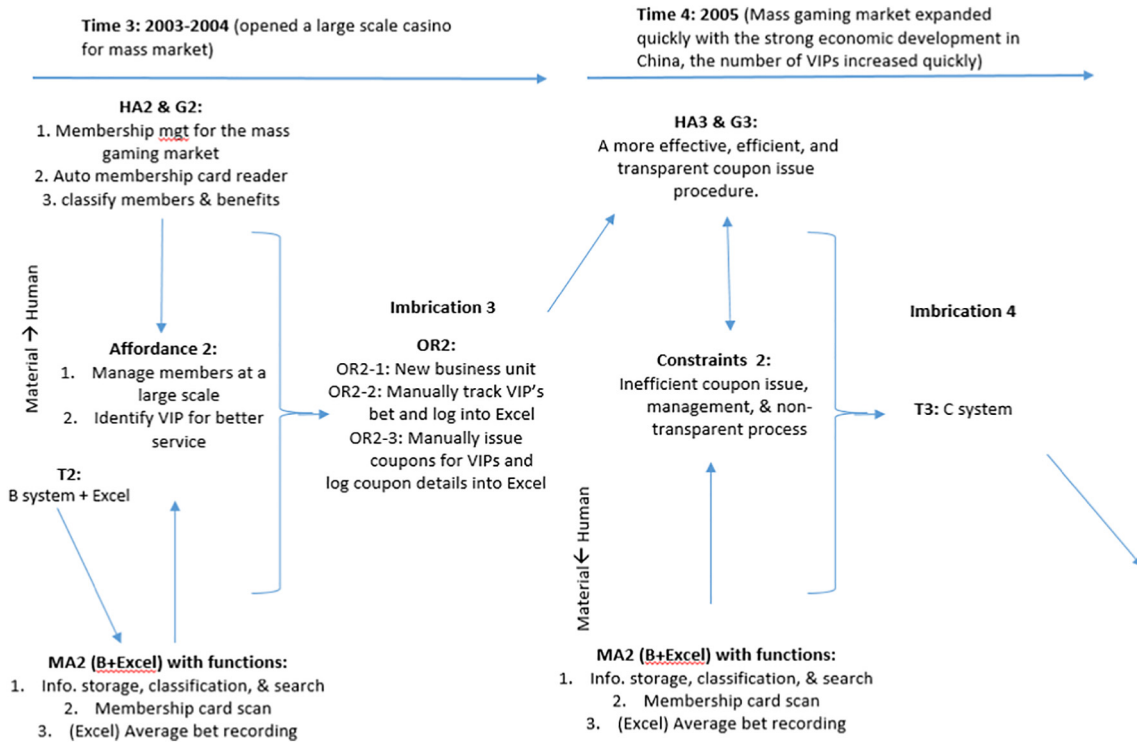 Time 3: 2003-2004 (opened a large scale casino
for mass market)
HA2 & G2:
1. Membership mgt for the mass
gaming market
2. Auto membership card reader
3. classify members & benefits
Material → Human
Affordance 2:
1. Manage members at a
large scale
2. Identify VIP for better
service
T2:
B system + Excel
MA2 (B+Excel) with functions:
1. Info. storage, classification, & search
2. Membership card scan
3. (Excel) Average bet recording
Imbrication 3
OR2:
OR2-1: New business unit
OR2-2: Manually track VIP's
bet and log into Excel
OR2-3: Manually issue
coupons for VIPs and
log coupon details into Excel
Time 4: 2005 (Mass gaming market expanded
quickly with the strong economic development in
China, the number of VIPs increased quickly)
HA3 & G3:
A more effective, efficient, and
transparent coupon issue
procedure.
Constraints 2:
Inefficient coupon issue,
management, & non-
transparent process
Material ← Human
MA2 (B+Excel) with functions:
1. Info. storage, classification, & search
2. Membership card scan
3. (Excel) Average bet recording
Imbrication 4
T3: C system